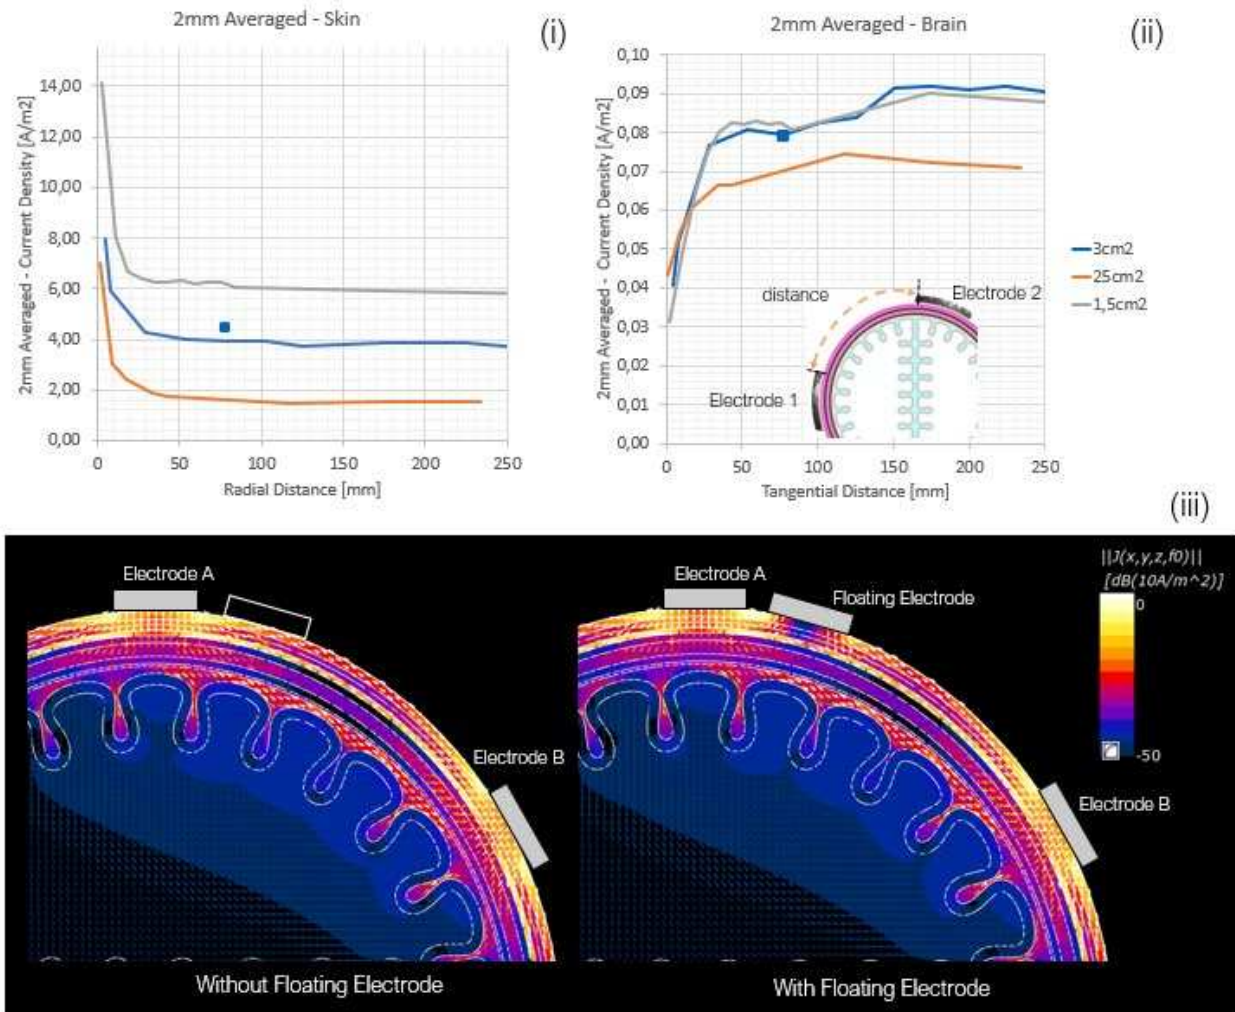 2mm Averaged - Skin
(i)
2mm Averaged - Current Density [A/m2]
14,00
12,00
10,00
8,00
6,00
4,00
2,00
0,00
0
50
100
150
200
250
Radial Distance [mm]
2mm Averaged - Brain
(ii)
2mm Averaged - Current Density [A/m2]
0,10
0,09
0,08
0,07
0,06
0,05
0,04
0,03
0,02
0,01
0,00
0
50
100
150
200
250
Tangential Distance [mm]
distance
Electrode 2
Electrode 1
3cm2
25cm2
1,5cm2
(iii)
Electrode A
Electrode B
Without Floating Electrode
Electrode A
Floating Electrode
Electrode B
With Floating Electrode
||J(x,y,z,f0)||
[dB(10A/m^2)]
0
-50